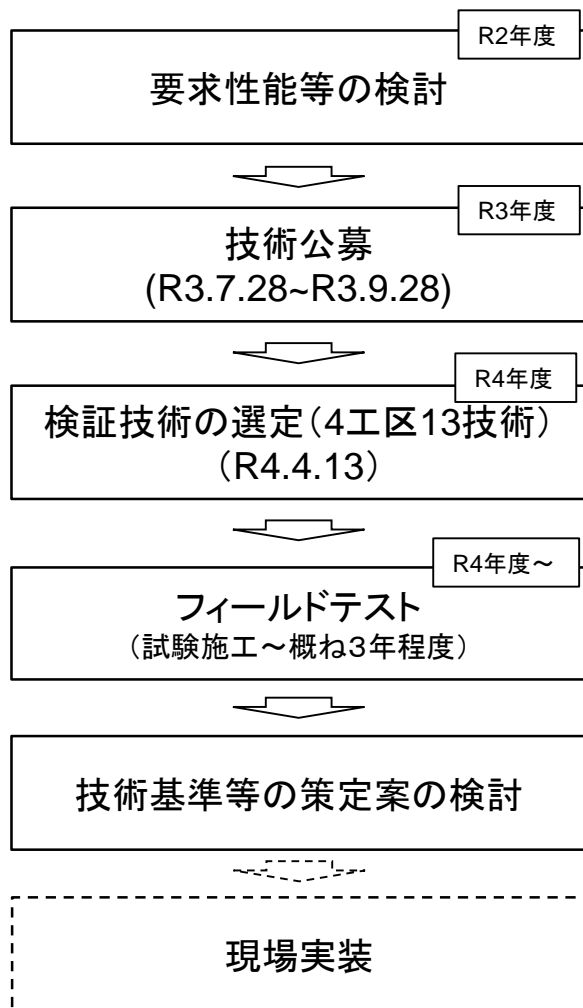 R2年度
要求性能等の検討
R3年度
技術公募
(R3.7.28~R3.9.28)
R4年度
検証技術の選定（4工区13技術）
（R4.4.13）
R4年度～
フィールドテスト
（試験施工～概ね３年程度）
技術基準等の策定案の検討
現場実装